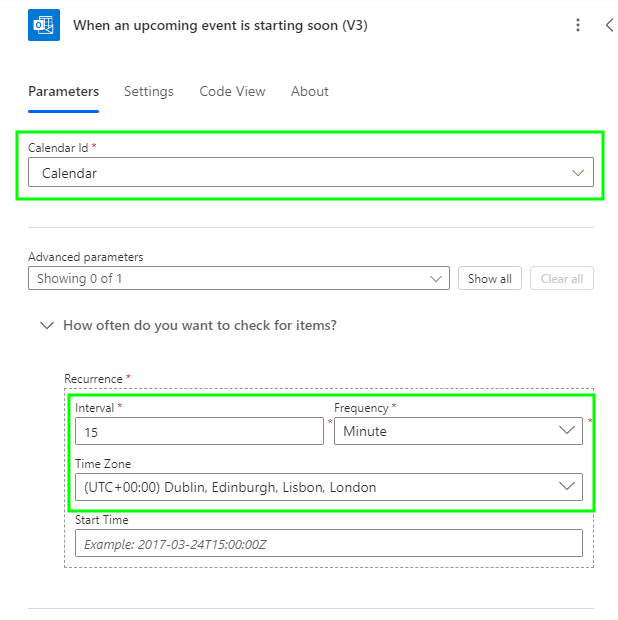 When an upcoming event is starting soon (V3)
Parameters Settings Code View About
Calendar Id *
Calendar
Advanced parameters
Showing 0 of 1 Show all Clear all
How often do you want to check for items?
Recurrence *
Interval * Frequency *
15 * Minute *
Time Zone
(UTC+00:00) Dublin, Edinburgh, Lisbon, London
Start Time
Example: 2017-03-24T15:00:00Z